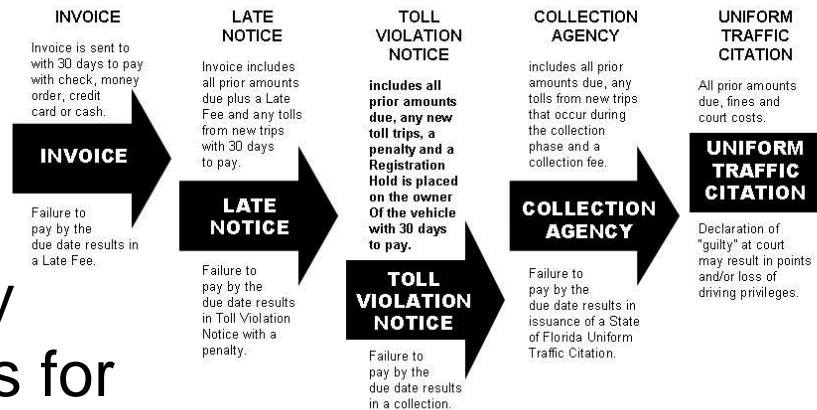 INVOICE
Invoice is sent to
with 30 days to pay
with check, money
order, credit
card or cash.
INVOICE
Failure to
pay by the
due date results in
a Late Fee.
LATE
NOTICE
Invoice includes
all prior amounts
due plus a Late
Fee and any tolls
from new trips
with 30 days
to pay.
LATE
NOTICE
Failure to
pay by the
due date results
in Toll Violation
Notice with a
penalty.
TOLL
VIOLATION
NOTICE
includes all
prior amounts
due, any new
toll trips, a
penalty and a
Registration
Hold is placed
on the owner
Of the vehicle
with 30 days
to pay.
TOLL
VIOLATION
NOTICE
Failure to
pay by the
due date results
in a collection.
COLLECTION
AGENCY
includes all prior
amounts due, any
tolls from new trips
that occur during
the collection
phase and a
collection fee.
COLLECTION
AGENCY
Failure to
pay by the
due date results in
issuance of a State
of Florida Uniform
Traffic Citation.
UNIFORM
TRAFFIC
CITATION
All prior amounts
due, fines and
court costs.
UNIFORM
TRAFFIC
CITATION
Declaration of
"guilty" at court
may result in points
and/or loss of
driving privileges.
y
s for